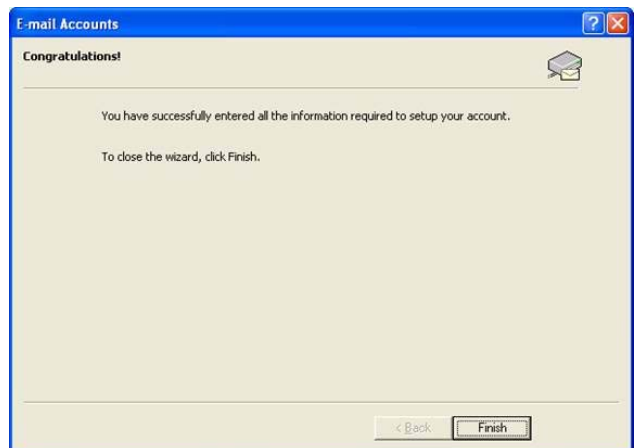 E-mail Accounts
Congratulations!
You have successfully entered all the information required to setup your account.
To close the wizard, click Finish.
< Back
Finish